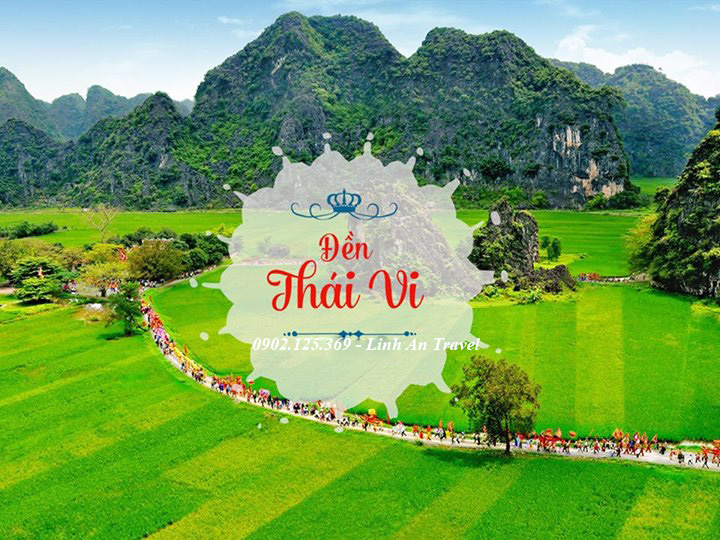 Đền
Thái Vi
0902.125.369 - Linh An Travel